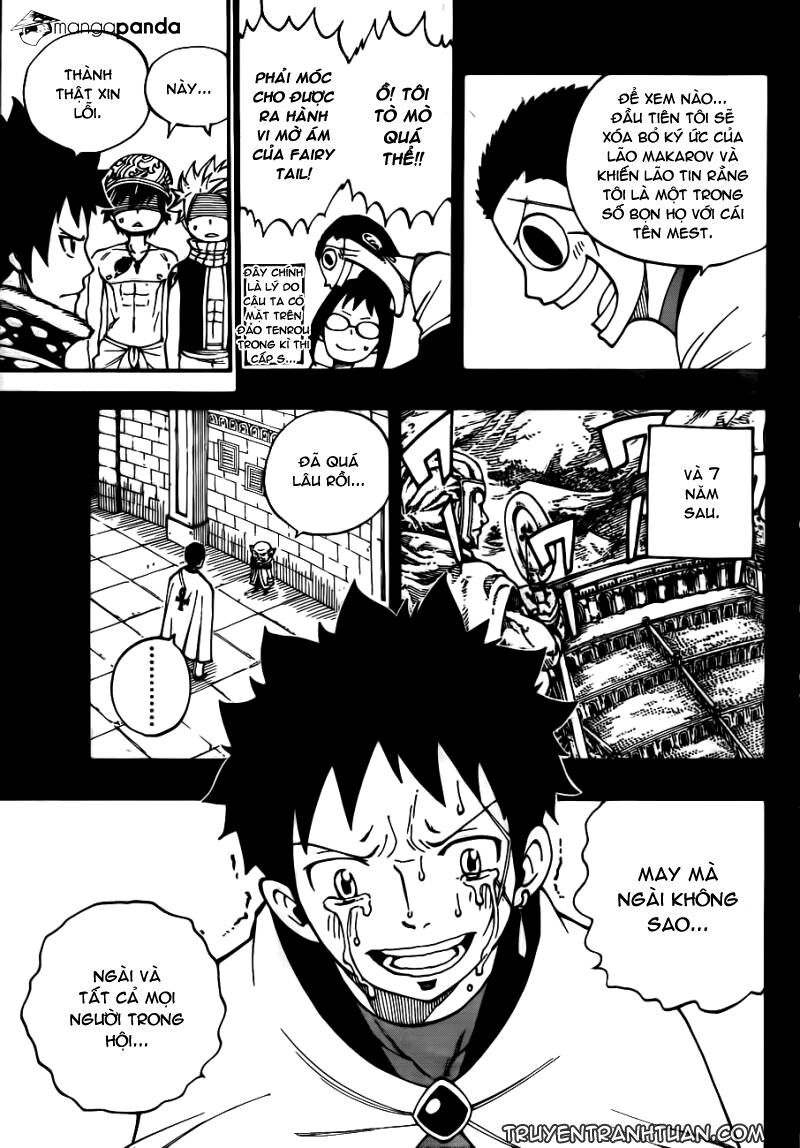 mangapanda
ĐỂ XEM NÀO...
ĐẦU TIÊN TÔI SẼ
XÓA BỎ KÝ ỨC CỦA
LÃO MAKAROV VÀ
KHIẾN LÃO TIN RẰNG
TÔI LÀ MỘT TRONG
SỐ BỌN HỌ VỚI CÁI
TÊN MEST.
Ồ! TÔI
TÒ MÒ
QUÁ
THỂ!!
PHẢI MÓC
CHO ĐƯỢC
RA HÀNH
VI MỜ ÁM
CỦA FAIRY
TAIL!
ĐÂY CHÍNH
LÀ LÝ DO
CẬU TA CÓ
MẶT TRÊN
ĐẢO TENROU
TRONG KÌ THI
CẤP S...
NÀY...
THÀNH
THẬT XIN
LỖI.
VÀ 7
NĂM
SAU.
ĐÃ QUÁ
LÂU RỒI...
.........
MAY MÀ
NGÀI KHÔNG
SAO...
NGÀI VÀ
TẤT CẢ MỌI
NGƯỜI TRONG
HỘI...
TRUYENTRANHTUAN.COM